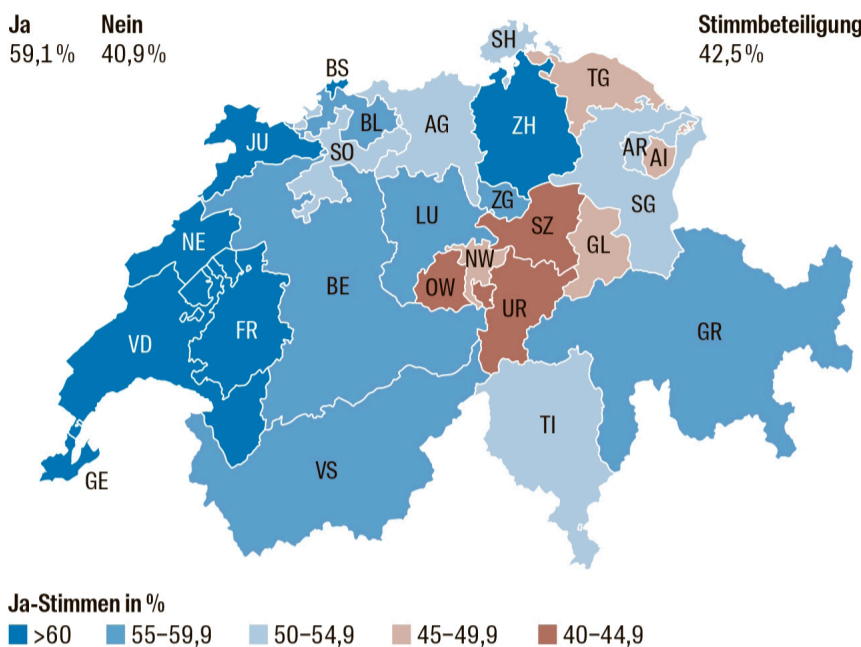 Ja Nein Stimmbeteiligung
59,1% 40,9% 42,5%
SH
BS
TG
BL AG ZH
JU
SO
AR AI
ZG
LU SG
SZ
NE
NW GL
BE OW
UR
FR GR
VD
TI
VS
GE
Ja-Stimmen in %
>60 55–59,9 50–54,9 45–49,9 40–44,9